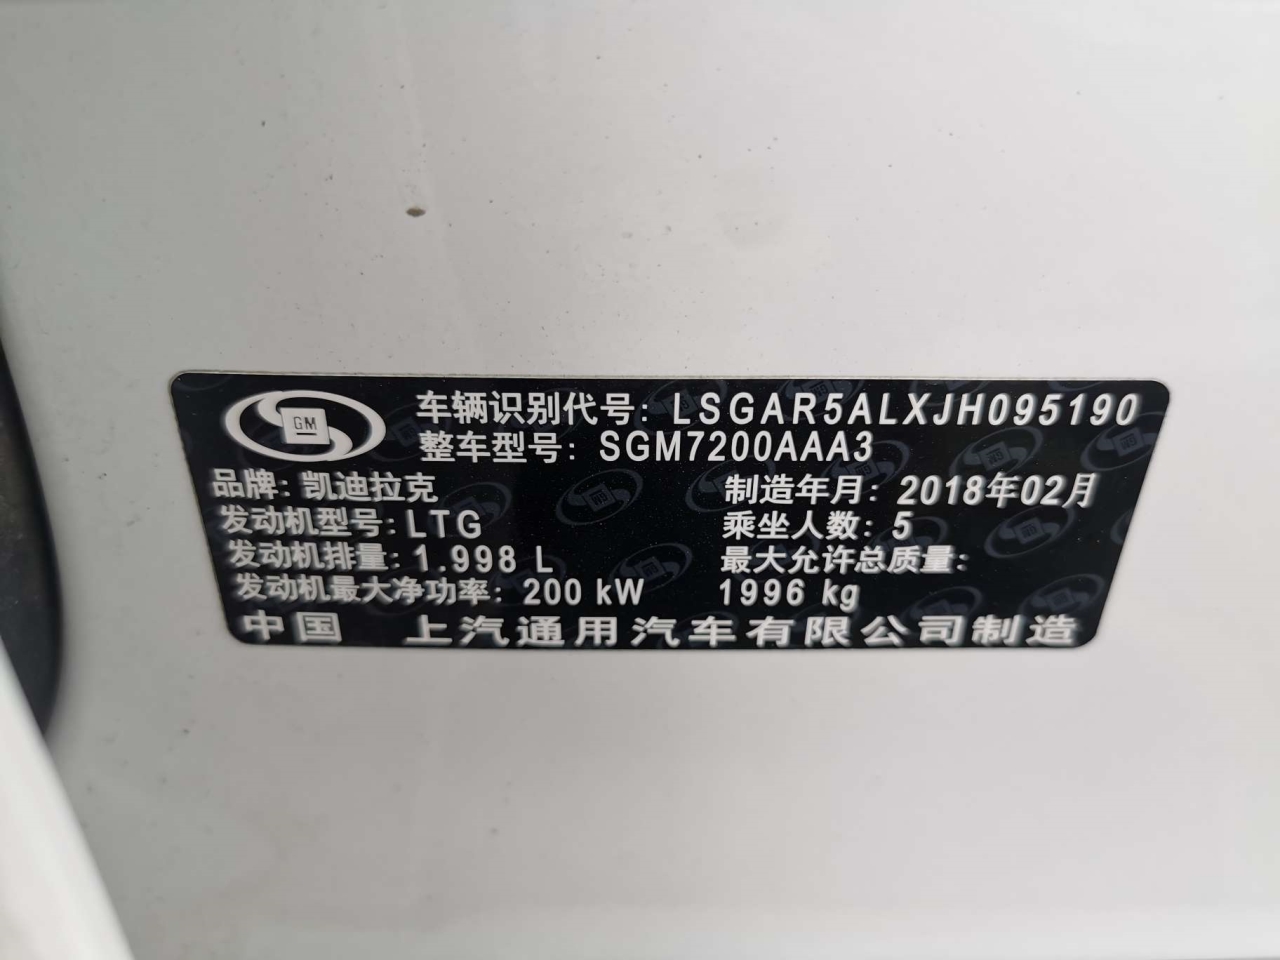 GM
车辆识别代号: LSGAR5ALXJH095190
整车型号: SGM7200AAA3
品牌: 凯迪拉克
制造年月: 2018年02月
发动机型号: LTG
乘坐人数: 5
发动机排量: 1.998 L
最大允许总质量:
发动机最大净功率: 200 kW
1996 kg
中国 上汽通用汽车有限公司制造